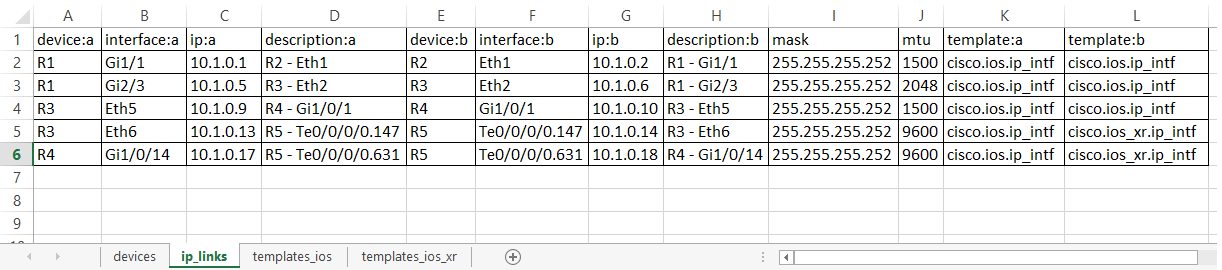 A B C D E F G H I J K L
1 device:a interface:a ip:a description:a device:b interface:b ip:b description:b mask mtu template:a template:b
2 R1 Gi1/1 10.1.0.1 R2 - Eth1 R2 Eth1 10.1.0.2 R1 - Gi1/1 255.255.255.252 1500 cisco.ios.ip_intf cisco.ios.ip_intf
3 R1 Gi2/3 10.1.0.5 R3 - Eth2 R3 Eth2 10.1.0.6 R1 - Gi2/3 255.255.255.252 2048 cisco.ios.ip_intf cisco.ios.ip_intf
4 R3 Eth5 10.1.0.9 R4 - Gi1/0/1 R4 Gi1/0/1 10.1.0.10 R3 - Eth5 255.255.255.252 1500 cisco.ios.ip_intf cisco.ios.ip_intf
5 R3 Eth6 10.1.0.13 R5 - Te0/0/0/0.147 R5 Te0/0/0/0.147 10.1.0.14 R3 - Eth6 255.255.255.252 9600 cisco.ios.ip_intf cisco.ios_xr.ip_intf
6 R4 Gi1/0/14 10.1.0.17 R5 - Te0/0/0/0.631 R5 Te0/0/0/0.631 10.1.0.18 R4 - Gi1/0/14 255.255.255.252 9600 cisco.ios.ip_intf cisco.ios_xr.ip_intf
7
8
9
devices ip_links templates_ios templates_ios_xr